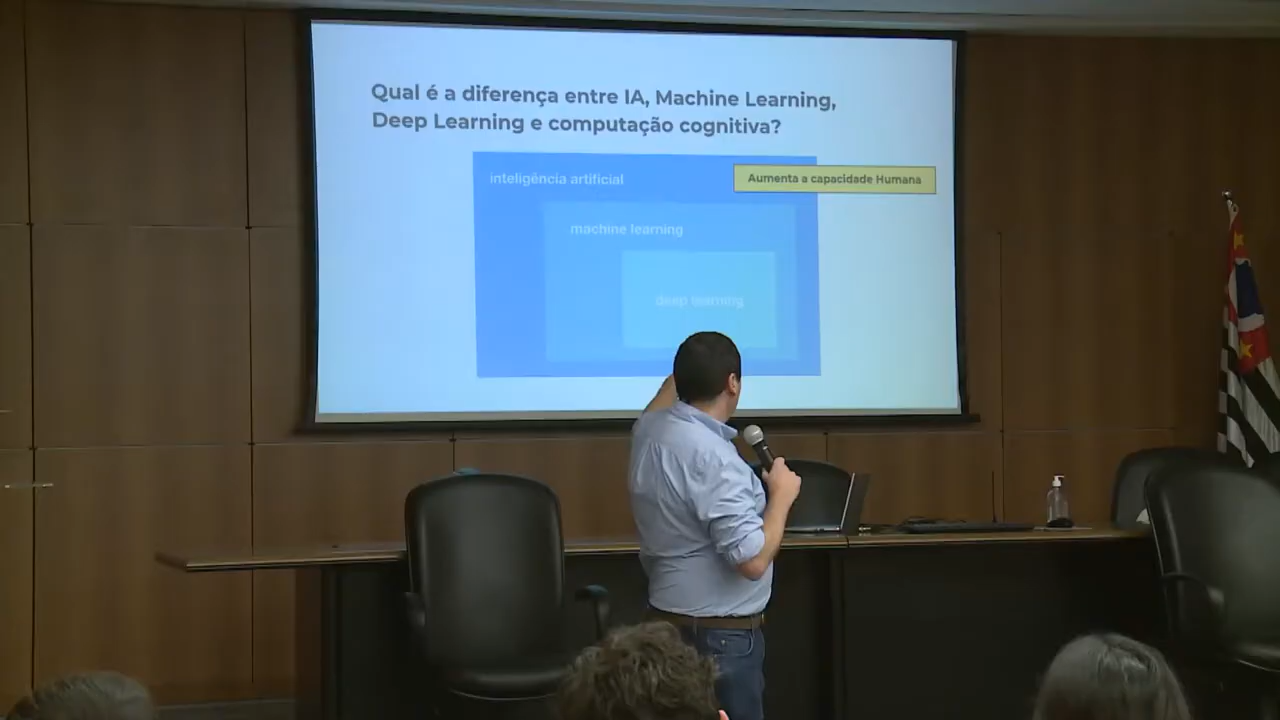 Qual é a diferença entre IA, Machine Learning,
Deep Learning e computação cognitiva?
inteligência artificial
Aumenta a capacidade Humana
machine learning
deep learning